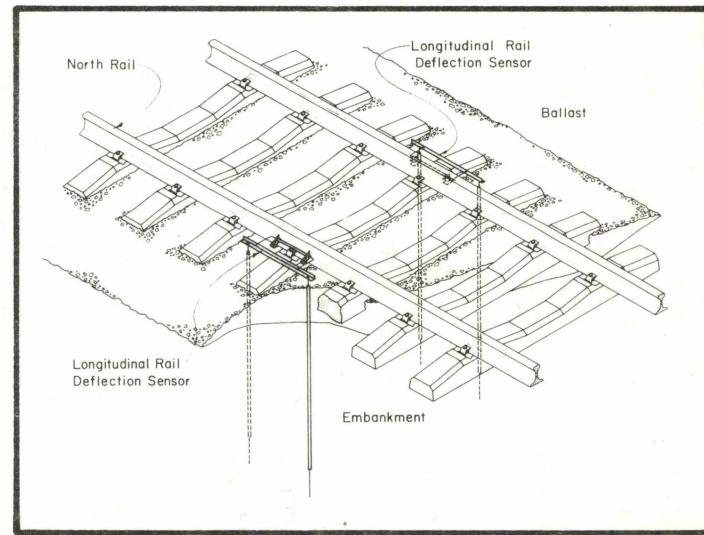 Longitudinal Rail
Deflection Sensor
North Rail
Ballast
Longitudinal Rail
Deflection Sensor
Embankment